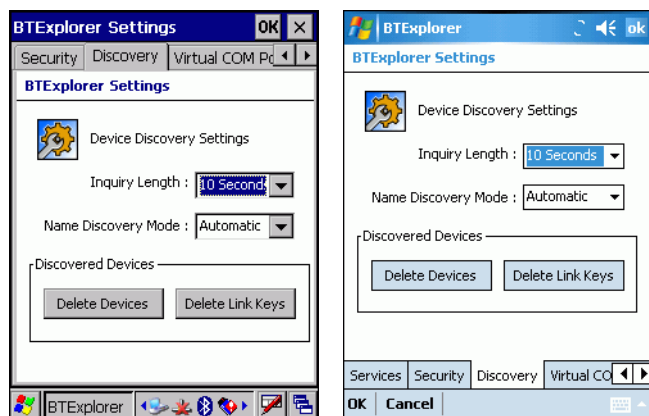 BTExplorer Settings OK
Security Discovery Virtual COM Po
BTExplorer Settings
Device Discovery Settings
Inquiry Length : 10 Second
Name Discovery Mode : Automatic
Discovered Devices
Delete Devices Delete Link Keys
BTExplorer
BTExplorer ok
BTExplorer Settings
Device Discovery Settings
Inquiry Length : 10 Seconds
Name Discovery Mode : Automatic
Discovered Devices
Delete Devices Delete Link Keys
Services Security Discovery Virtual CO
OK Cancel